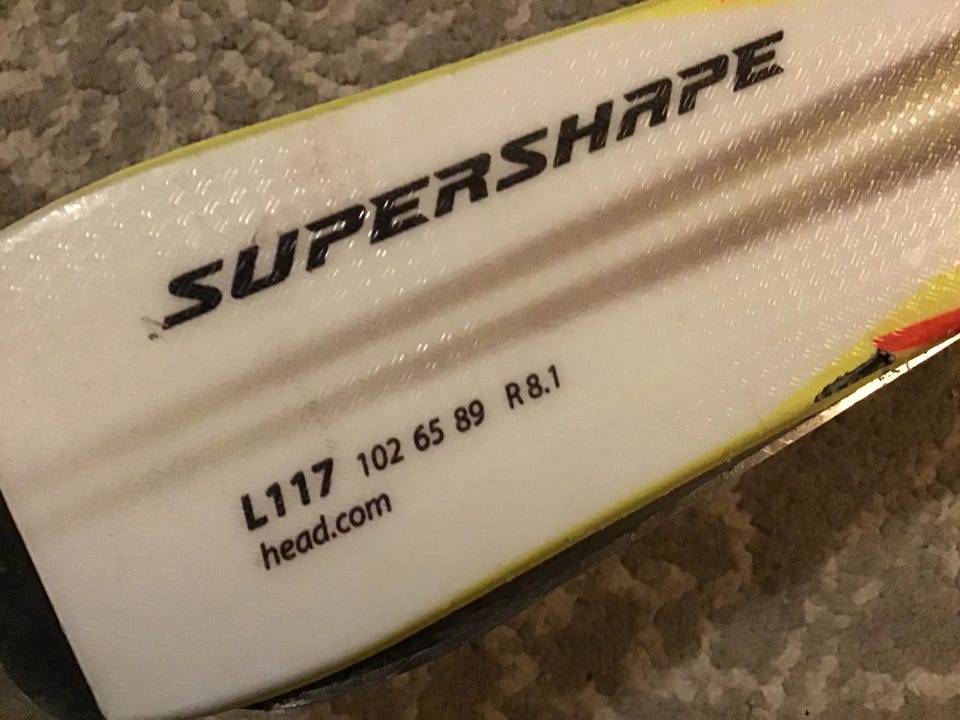 SUPERSHAPE
L117 102 65 89 R8.1
head.com